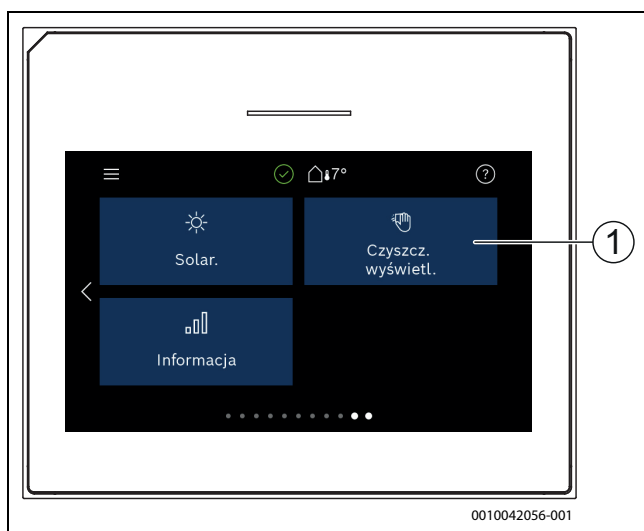 7°
?
Solar.
Czyszcz.
wyświetl.
1
Informacja
0010042056-001